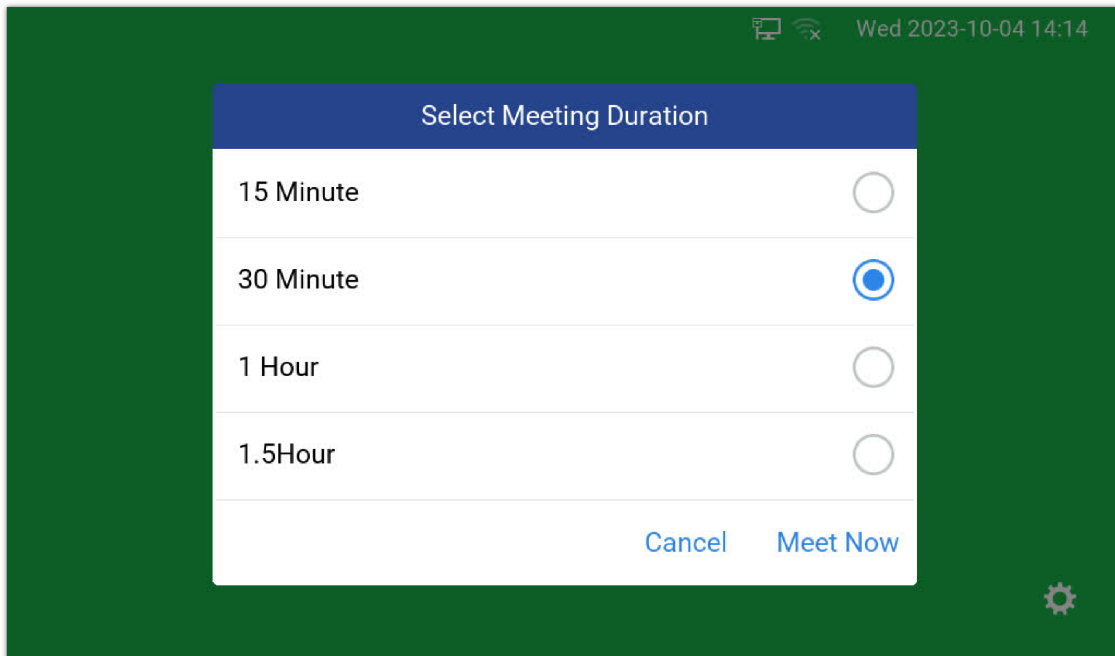 Wed 2023-10-04 14:14
Select Meeting Duration
15 Minute
30 Minute
1 Hour
1.5Hour
Cancel Meet Now